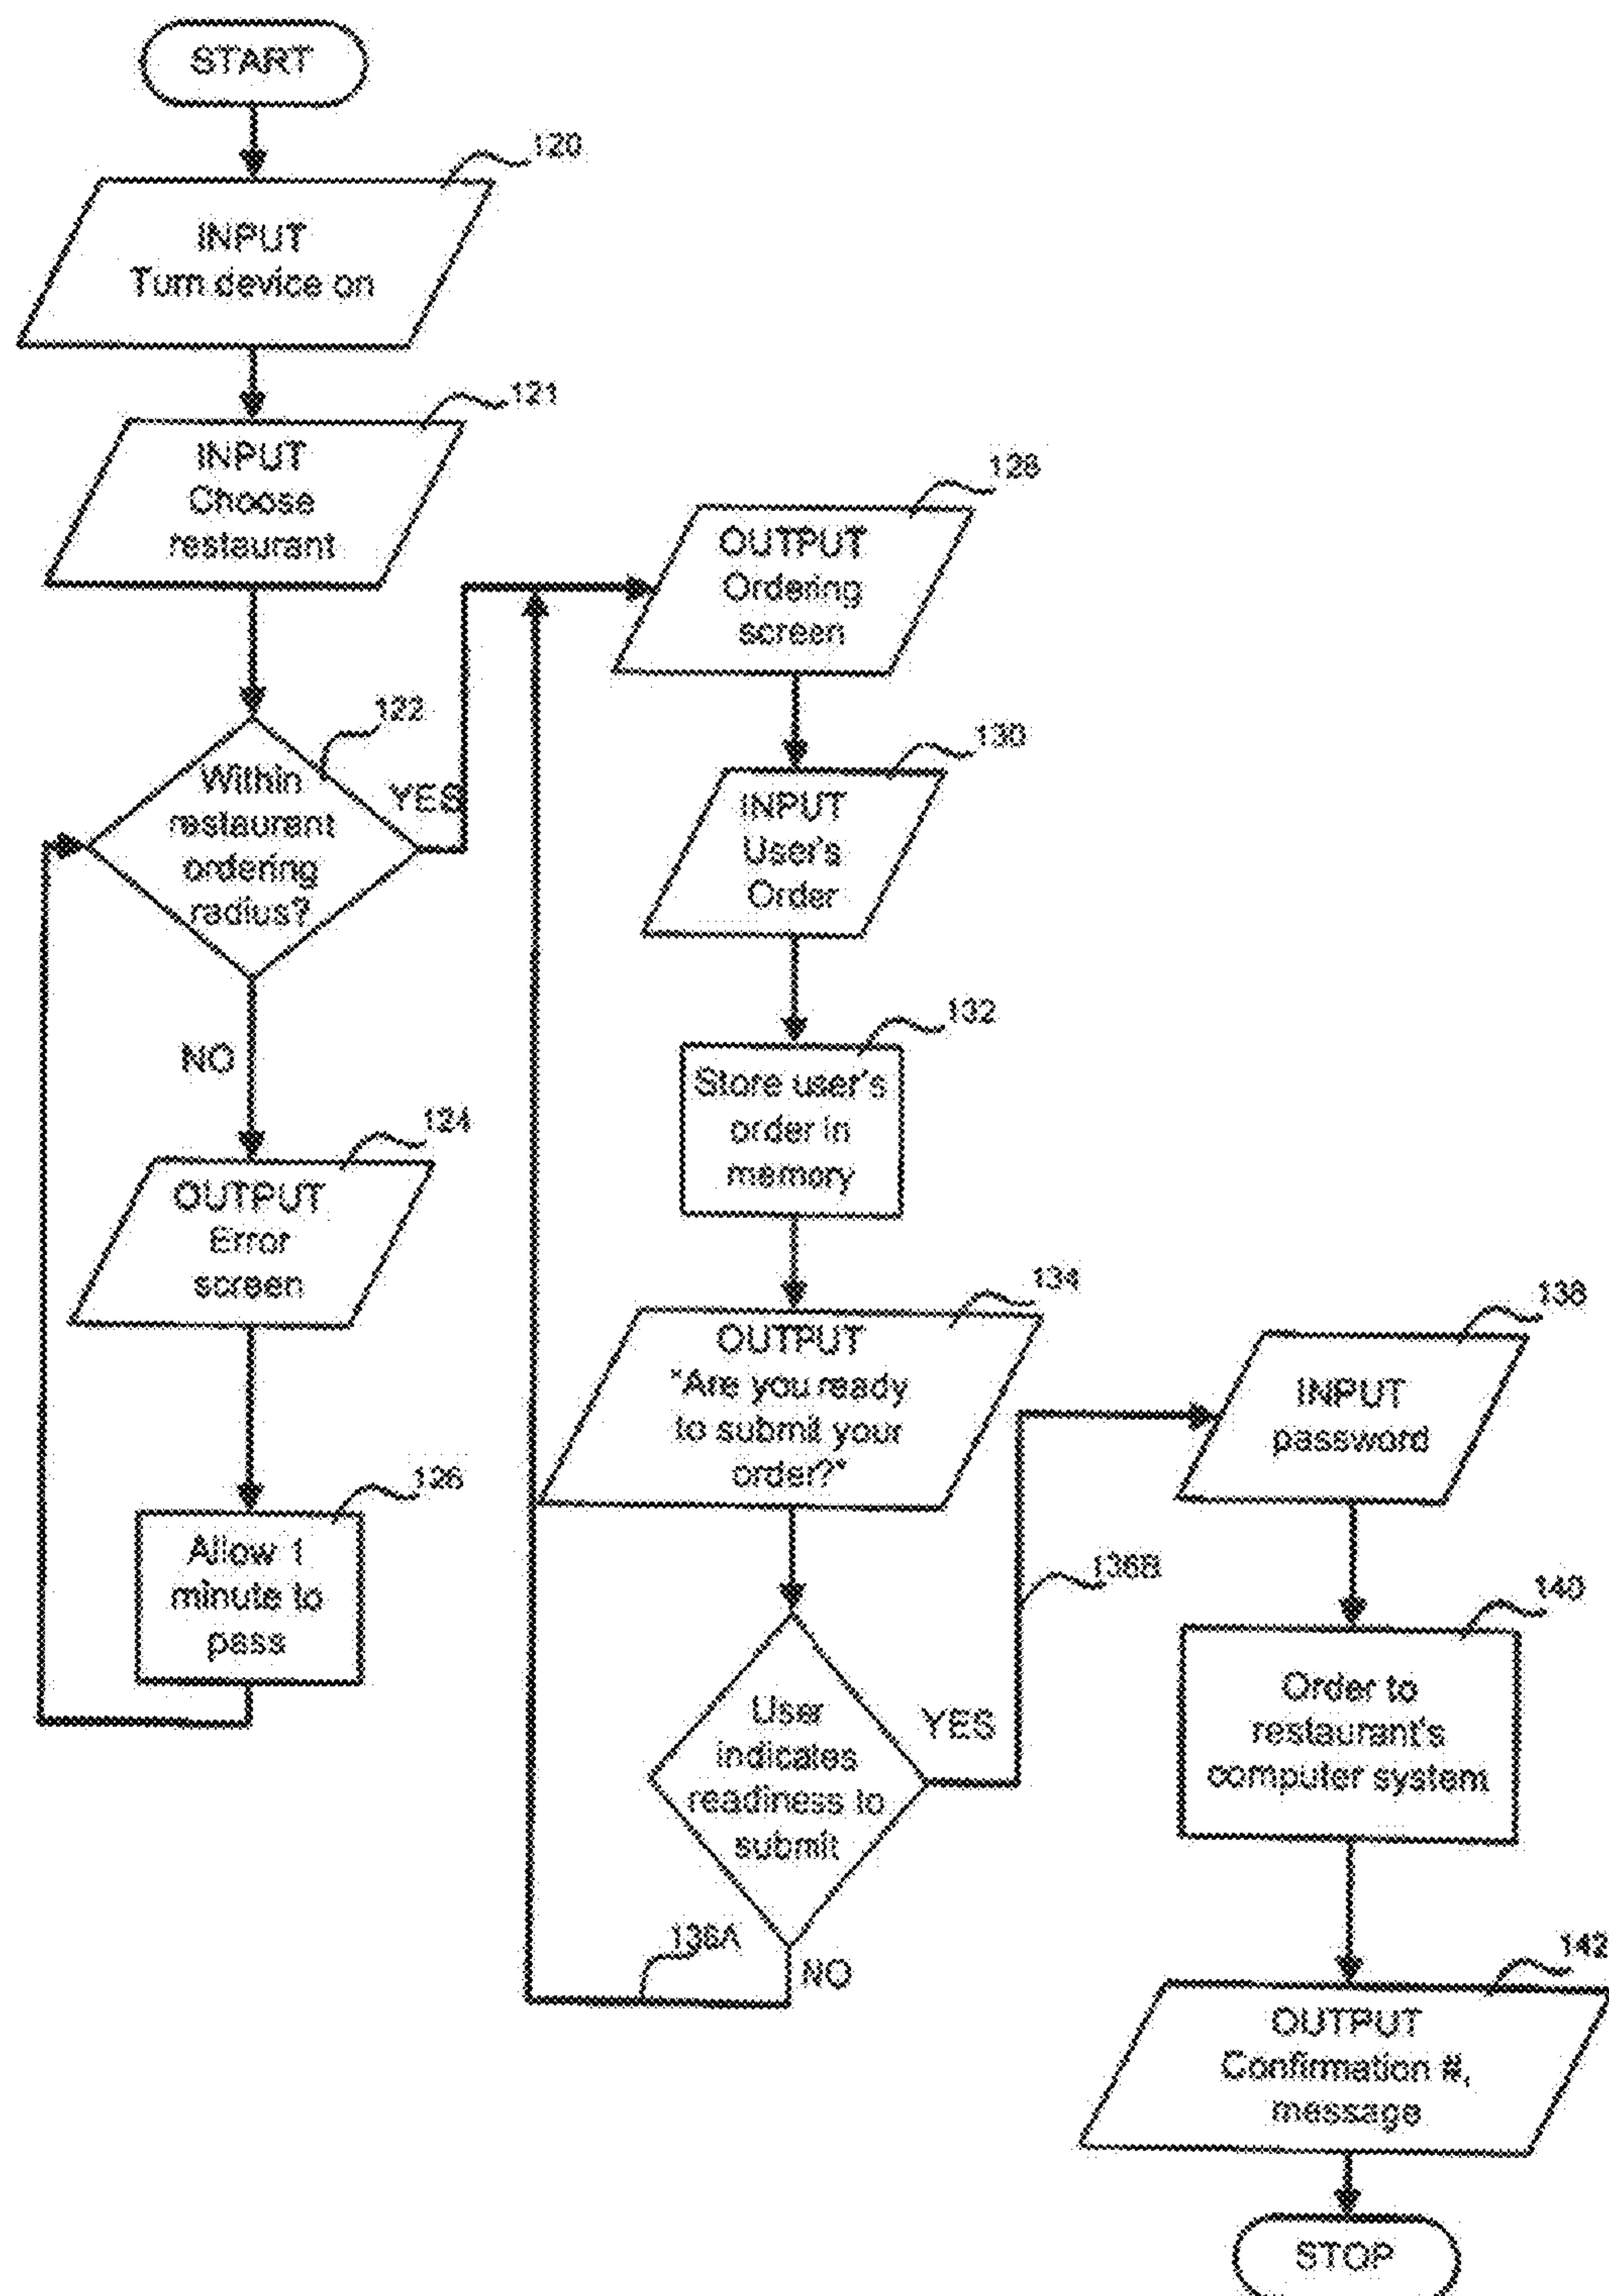 START
120
INPUT
Turn device on
121
INPUT
Choose
restaurant
122
Within
restaurant
ordering
radius?
YES
NO
124
OUTPUT
Error
screen
126
Allow 1
minute to
pass
128
OUTPUT
Ordering
screen
130
INPUT
User's
Order
132
Store user's
order in
memory
134
OUTPUT
"Are you ready
to submit your
order?"
User
indicates
readiness to
submit
YES
136B
136A
NO
138
INPUT
password
140
Order to
restaurant's
computer system
142
OUTPUT
Confirmation #,
message
STOP